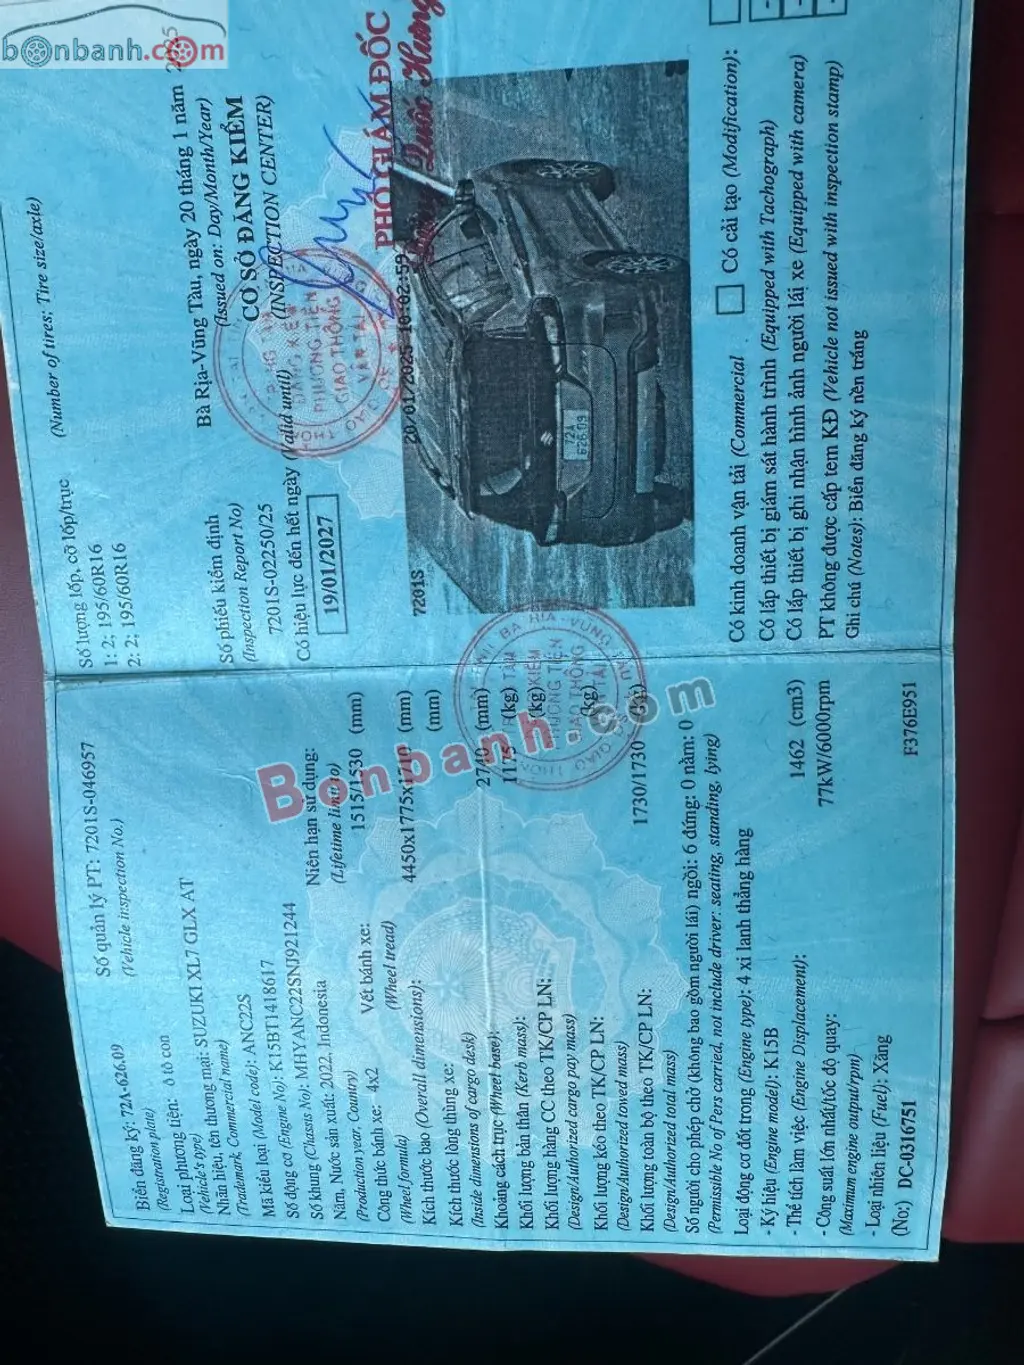 bonbanh.com
Biển đăng ký: 72A-626.09
Số quản lý PT: 7201S-046957
(Registration plate)
(Vehicle inspection No.)
Loại phương tiện: ô tô con
(Vehicle's type)
Nhãn hiệu, tên thương mại: SUZUKI XL7 GLX AT
(Trademark, Commercial name)
Mã kiểu loại (Model code): ANC22S
Số động cơ (Engine No): K15BT1418617
Số khung (Chassis No): MHYANC22SNJ921244
Năm, Nước sản xuất: 2022, Indonesia
Niên hạn sử dụng:
(Production year, Country)
(Lifetime limit to)
Công thức bánh xe: 4x2
Vết bánh xe:
1515/1530 (mm)
(Wheel formula)
(Wheel tread)
Kích thước bao (Overall dimensions):
4450x1775x1710 (mm)
Kích thước lòng thùng xe:
(mm)
(Inside dimensions of cargo desk)
Khoảng cách trục (Wheel base):
2740 (mm)
Khối lượng bản thân (Kerb mass):
1175 (kg)
Khối lượng hàng CC theo TK/CP LN:
(kg)
(Design/Authorized cargo pay mass)
Khối lượng kéo theo TK/CP LN:
(kg)
(Design/Authorized towed mass)
Khối lượng toàn bộ theo TK/CP LN:
1730/1730 (kg)
(Design/Authorized total mass)
Số người cho phép chở (không bao gồm người lái) ngồi: 6 đứng: 0 nằm: 0
(Permissible No of Pers carried, not include driver: seating, standing, lying)
Loại động cơ đốt trong (Engine type): 4 xi lanh thẳng hàng
- Ký hiệu (Engine model): K15B
- Thể tích làm việc (Engine Displacement):
1462 (cm3)
- Công suất lớn nhất/tốc độ quay:
77kW/6000rpm
(Maximum engine output/rpm)
- Loại nhiên liệu (Fuel): Xăng
(No:) DC-0316751
F376E951
Số lượng lốp, cỡ lốp/trục
(Number of tires; Tire size/axle)
1: 2; 195/60R16
2: 2; 195/60R16
Bà Rịa-Vũng Tàu, ngày 20 tháng 1 năm 2025
(Issued on: Day/Month/Year)
Số phiếu kiểm định
CƠ SỞ ĐĂNG KIỂM
(Inspection Report No)
(INSPECTION CENTER)
7201S-02250/25
Có hiệu lực đến hết ngày (Valid until)
19/01/2027
PHÓ GIÁM ĐỐC
Quốc Hương
7201S
20/01/2025 10:02:59
72A
626.09
Có kinh doanh vận tải (Commercial
Có cải tạo (Modification):
Có lắp thiết bị giám sát hành trình (Equipped with Tachograph)
Có lắp thiết bị ghi nhận hình ảnh người lái xe (Equipped with camera)
PT không được cấp tem KĐ (Vehicle not issued with inspection stamp)
Ghi chú (Notes): Biển đăng ký nền trắng
Bonbanh.com